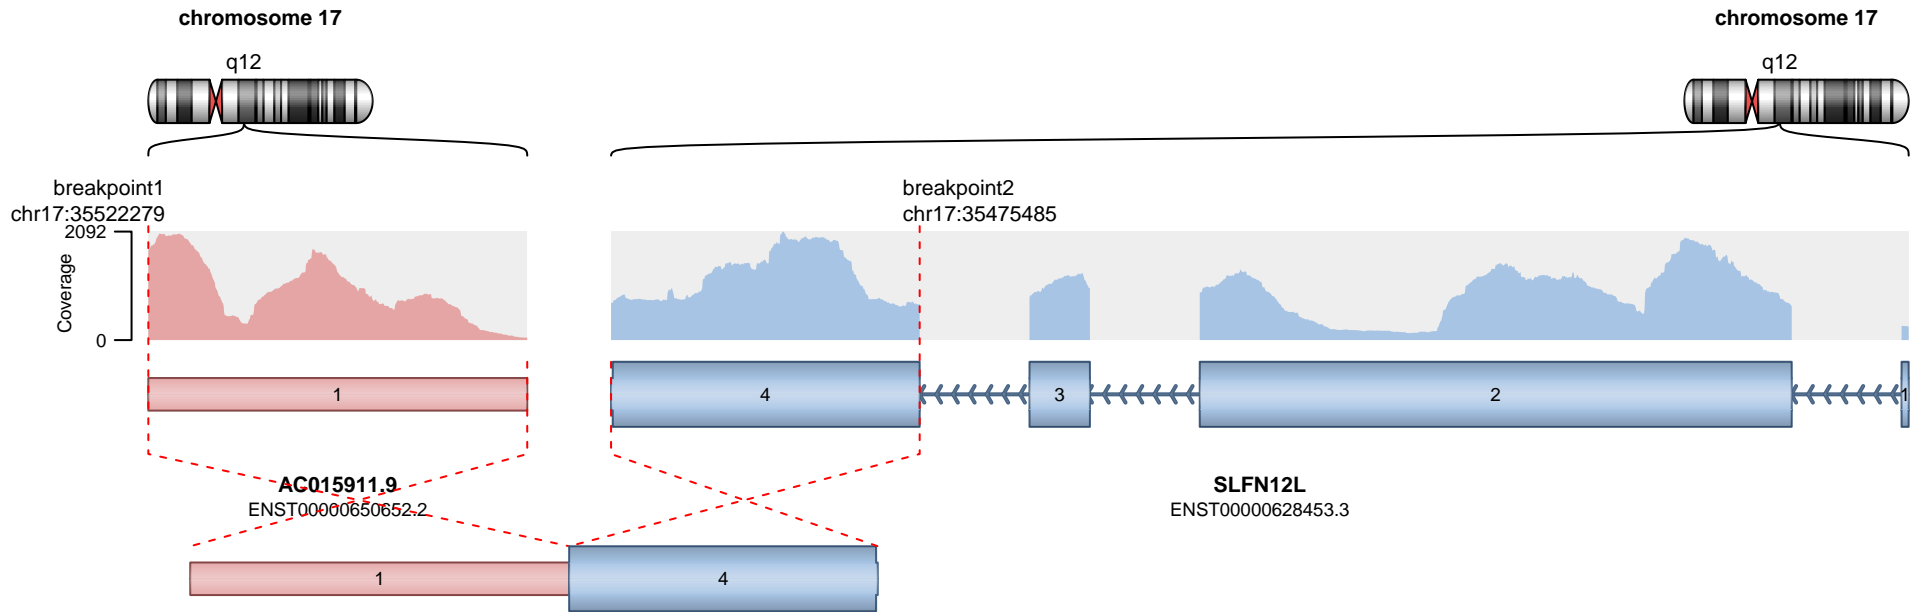 chromosome 17
chromosome 17
q12
q12
breakpoint1
chr17:35522279
breakpoint2
chr17:35475485
2092
Coverage
0
1
4
3
2
1
AC015911.9
ENST00000650652.2
SLFN12L
ENST00000628453.3
1
4